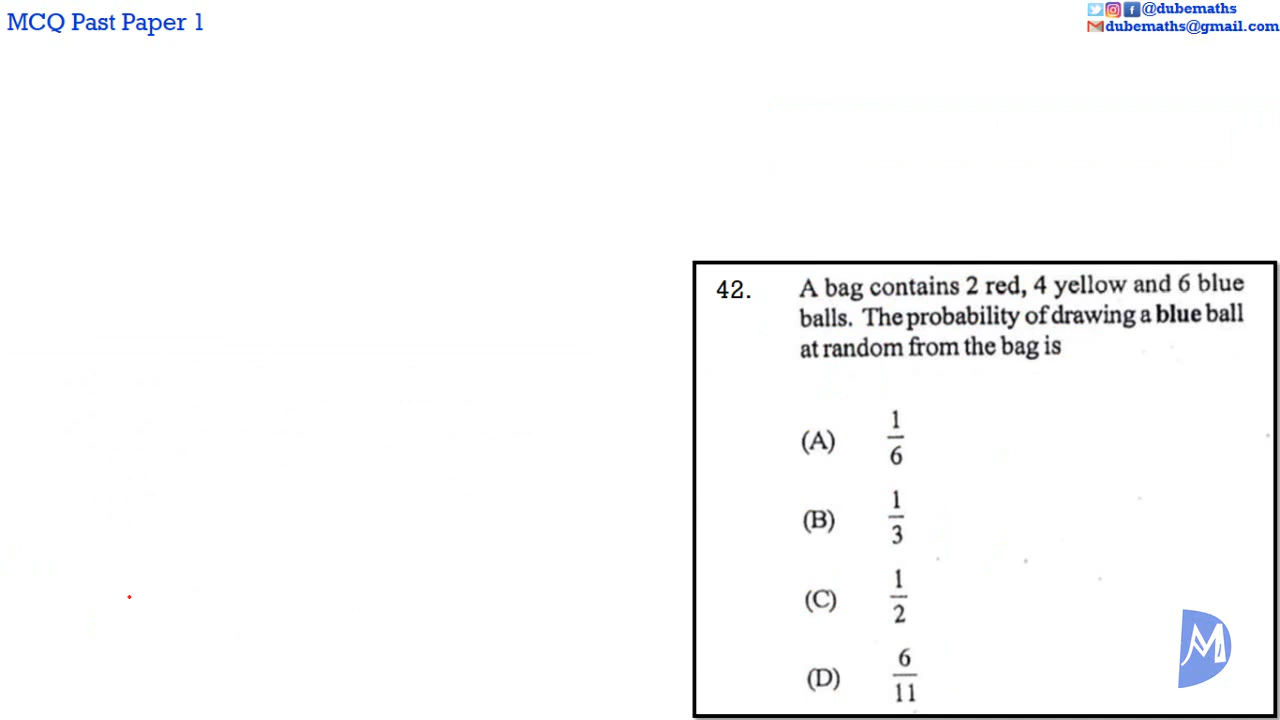 MCQ Past Paper 1
@dubemaths
dubemaths@gmail.com
42. A bag contains 2 red, 4 yellow and 6 blue
balls. The probability of drawing a blue ball
at random from the bag is
(A) 1/6
(B) 1/3
(C) 1/2
(D) 6/11
M